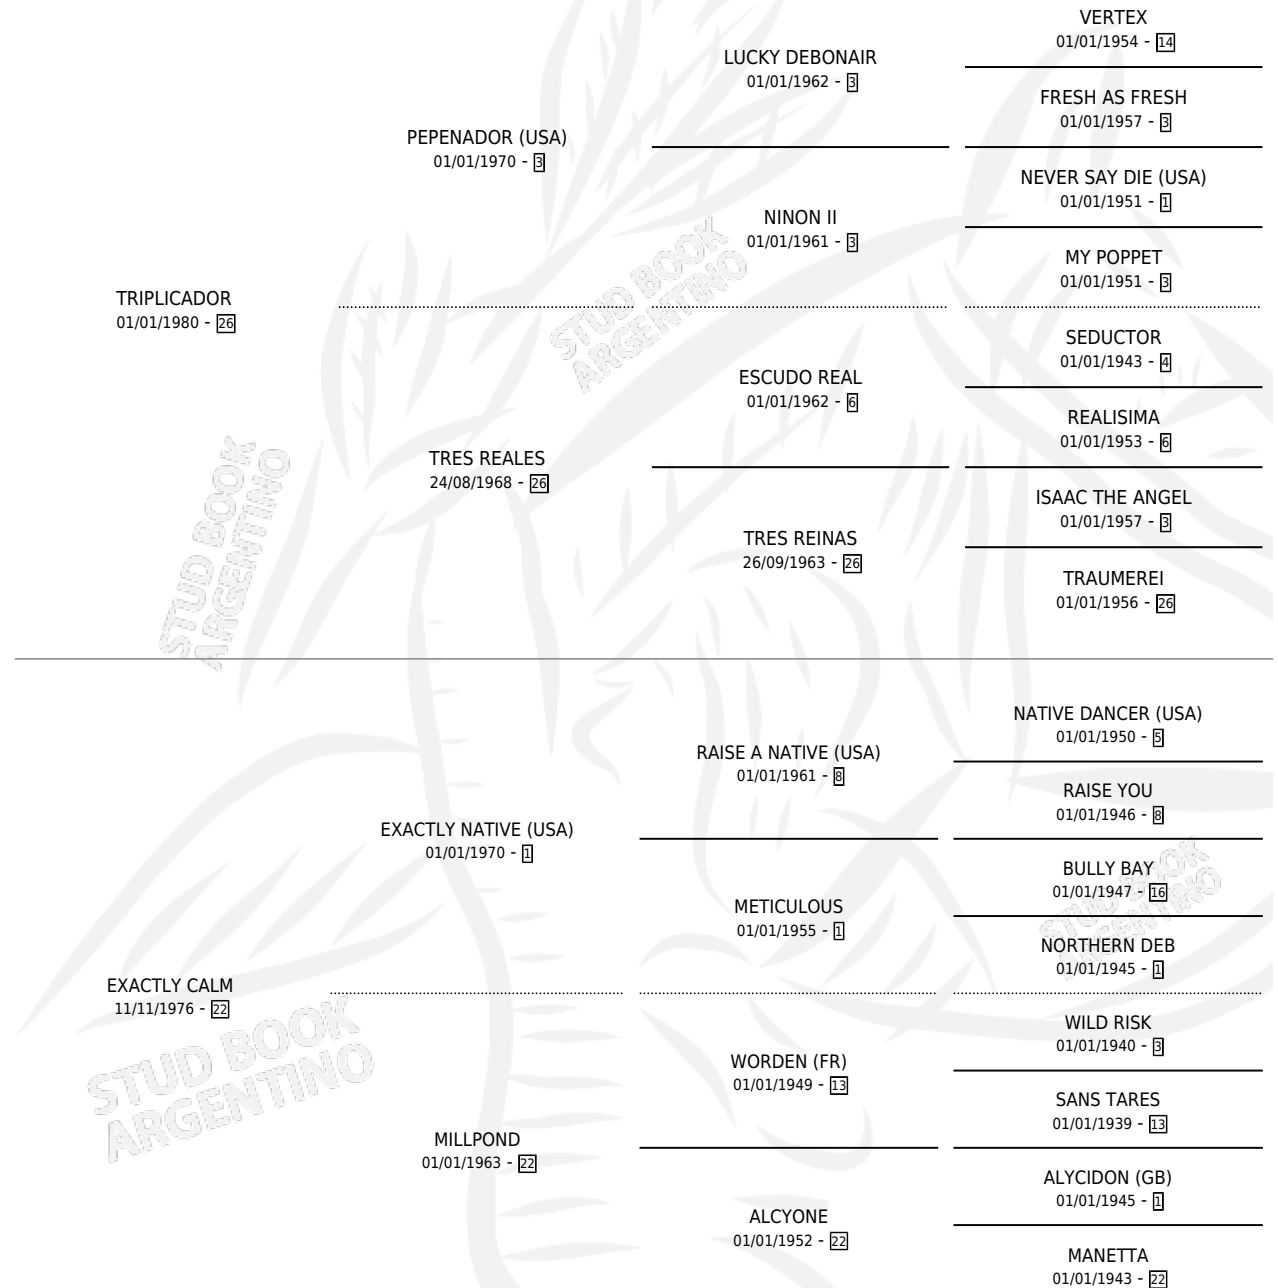 VERTEX
01/01/1954 - 14
LUCKY DEBONAIR
01/01/1962 - 3
FRESH AS FRESH
01/01/1957 - 3
PEPENADOR (USA)
01/01/1970 - 3
NEVER SAY DIE (USA)
01/01/1951 - 1
NINON II
01/01/1961 - 3
MY POPPET
01/01/1951 - 3
TRIPLICADOR
01/01/1980 - 26
SEDUCTOR
01/01/1943 - 4
ESCUDO REAL
01/01/1962 - 6
REALISIMA
01/01/1953 - 6
TRES REALES
24/08/1968 - 26
ISAAC THE ANGEL
01/01/1957 - 3
TRES REINAS
26/09/1963 - 26
TRAUMEREI
01/01/1956 - 26
STUD BOOK
ARGENTINO
STUD BOOK
ARGENTINO
NATIVE DANCER (USA)
01/01/1950 - 5
RAISE A NATIVE (USA)
01/01/1961 - 8
RAISE YOU
01/01/1946 - 8
EXACTLY NATIVE (USA)
01/01/1970 - 1
BULLY BAY
01/01/1947 - 16
METICULOUS
01/01/1955 - 1
NORTHERN DEB
01/01/1945 - 1
STUD BOOK
ARGENTINO
EXACTLY CALM
11/11/1976 - 22
WILD RISK
01/01/1940 - 3
WORDEN (FR)
01/01/1949 - 13
SANS TARES
01/01/1939 - 13
STUD BOOK
ARGENTINO
MILLPOND
01/01/1963 - 22
ALYCIDON (GB)
01/01/1945 - 1
ALCYONE
01/01/1952 - 22
MANETTA
01/01/1943 - 22